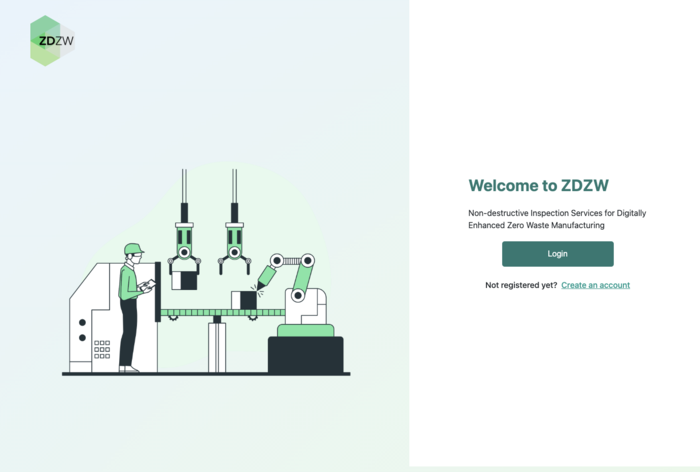 ZDZW
Welcome to ZDZW
Non-destructive Inspection Services for Digitally
Enhanced Zero Waste Manufacturing
Login
Not registered yet? Create an account